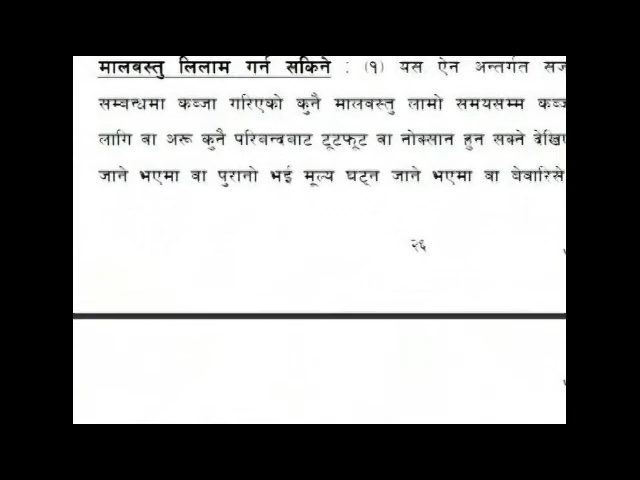 मालबस्तु लिलाम गर्न सकिने : (१) यस ऐन अन्तर्गत
सम्बन्धमा कब्जा गरिएको कुनै मालवस्तु लामो समयसम्म
लागि वा अरू कुनै परिबन्दबाट टूटफूट वा नोक्सान हुन सक्ने
जाने भएमा वा पुरानो भई मूल्य घट्न जाने भएमा वा
२६